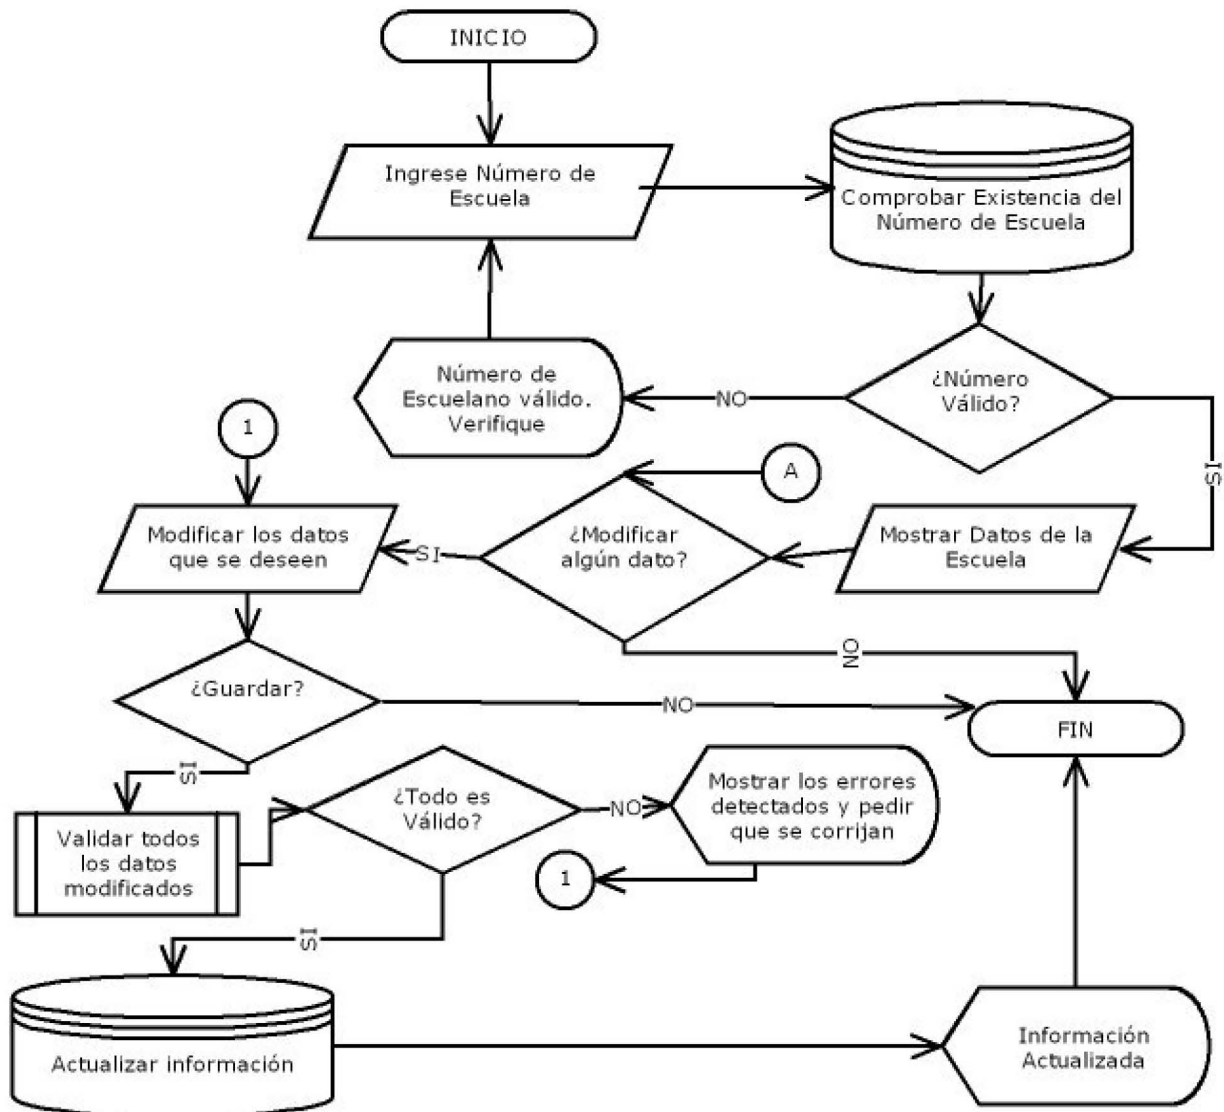 INICIO
Ingrese Número de
Escuela
Comprobar Existencia del
Número de Escuela
¿Número
Válido?
NO
Número de
Escuelano válido.
Verifique
SI
1
A
Mostrar Datos de la
Escuela
¿Modificar
algún dato?
SI
Modificar los datos
que se deseen
NO
¿Guardar?
NO
FIN
SI
Validar todos
los datos
modificados
¿Todo es
Válido?
NO
Mostrar los errores
detectados y pedir
que se corrijan
1
SI
Actualizar información
Información
Actualizada